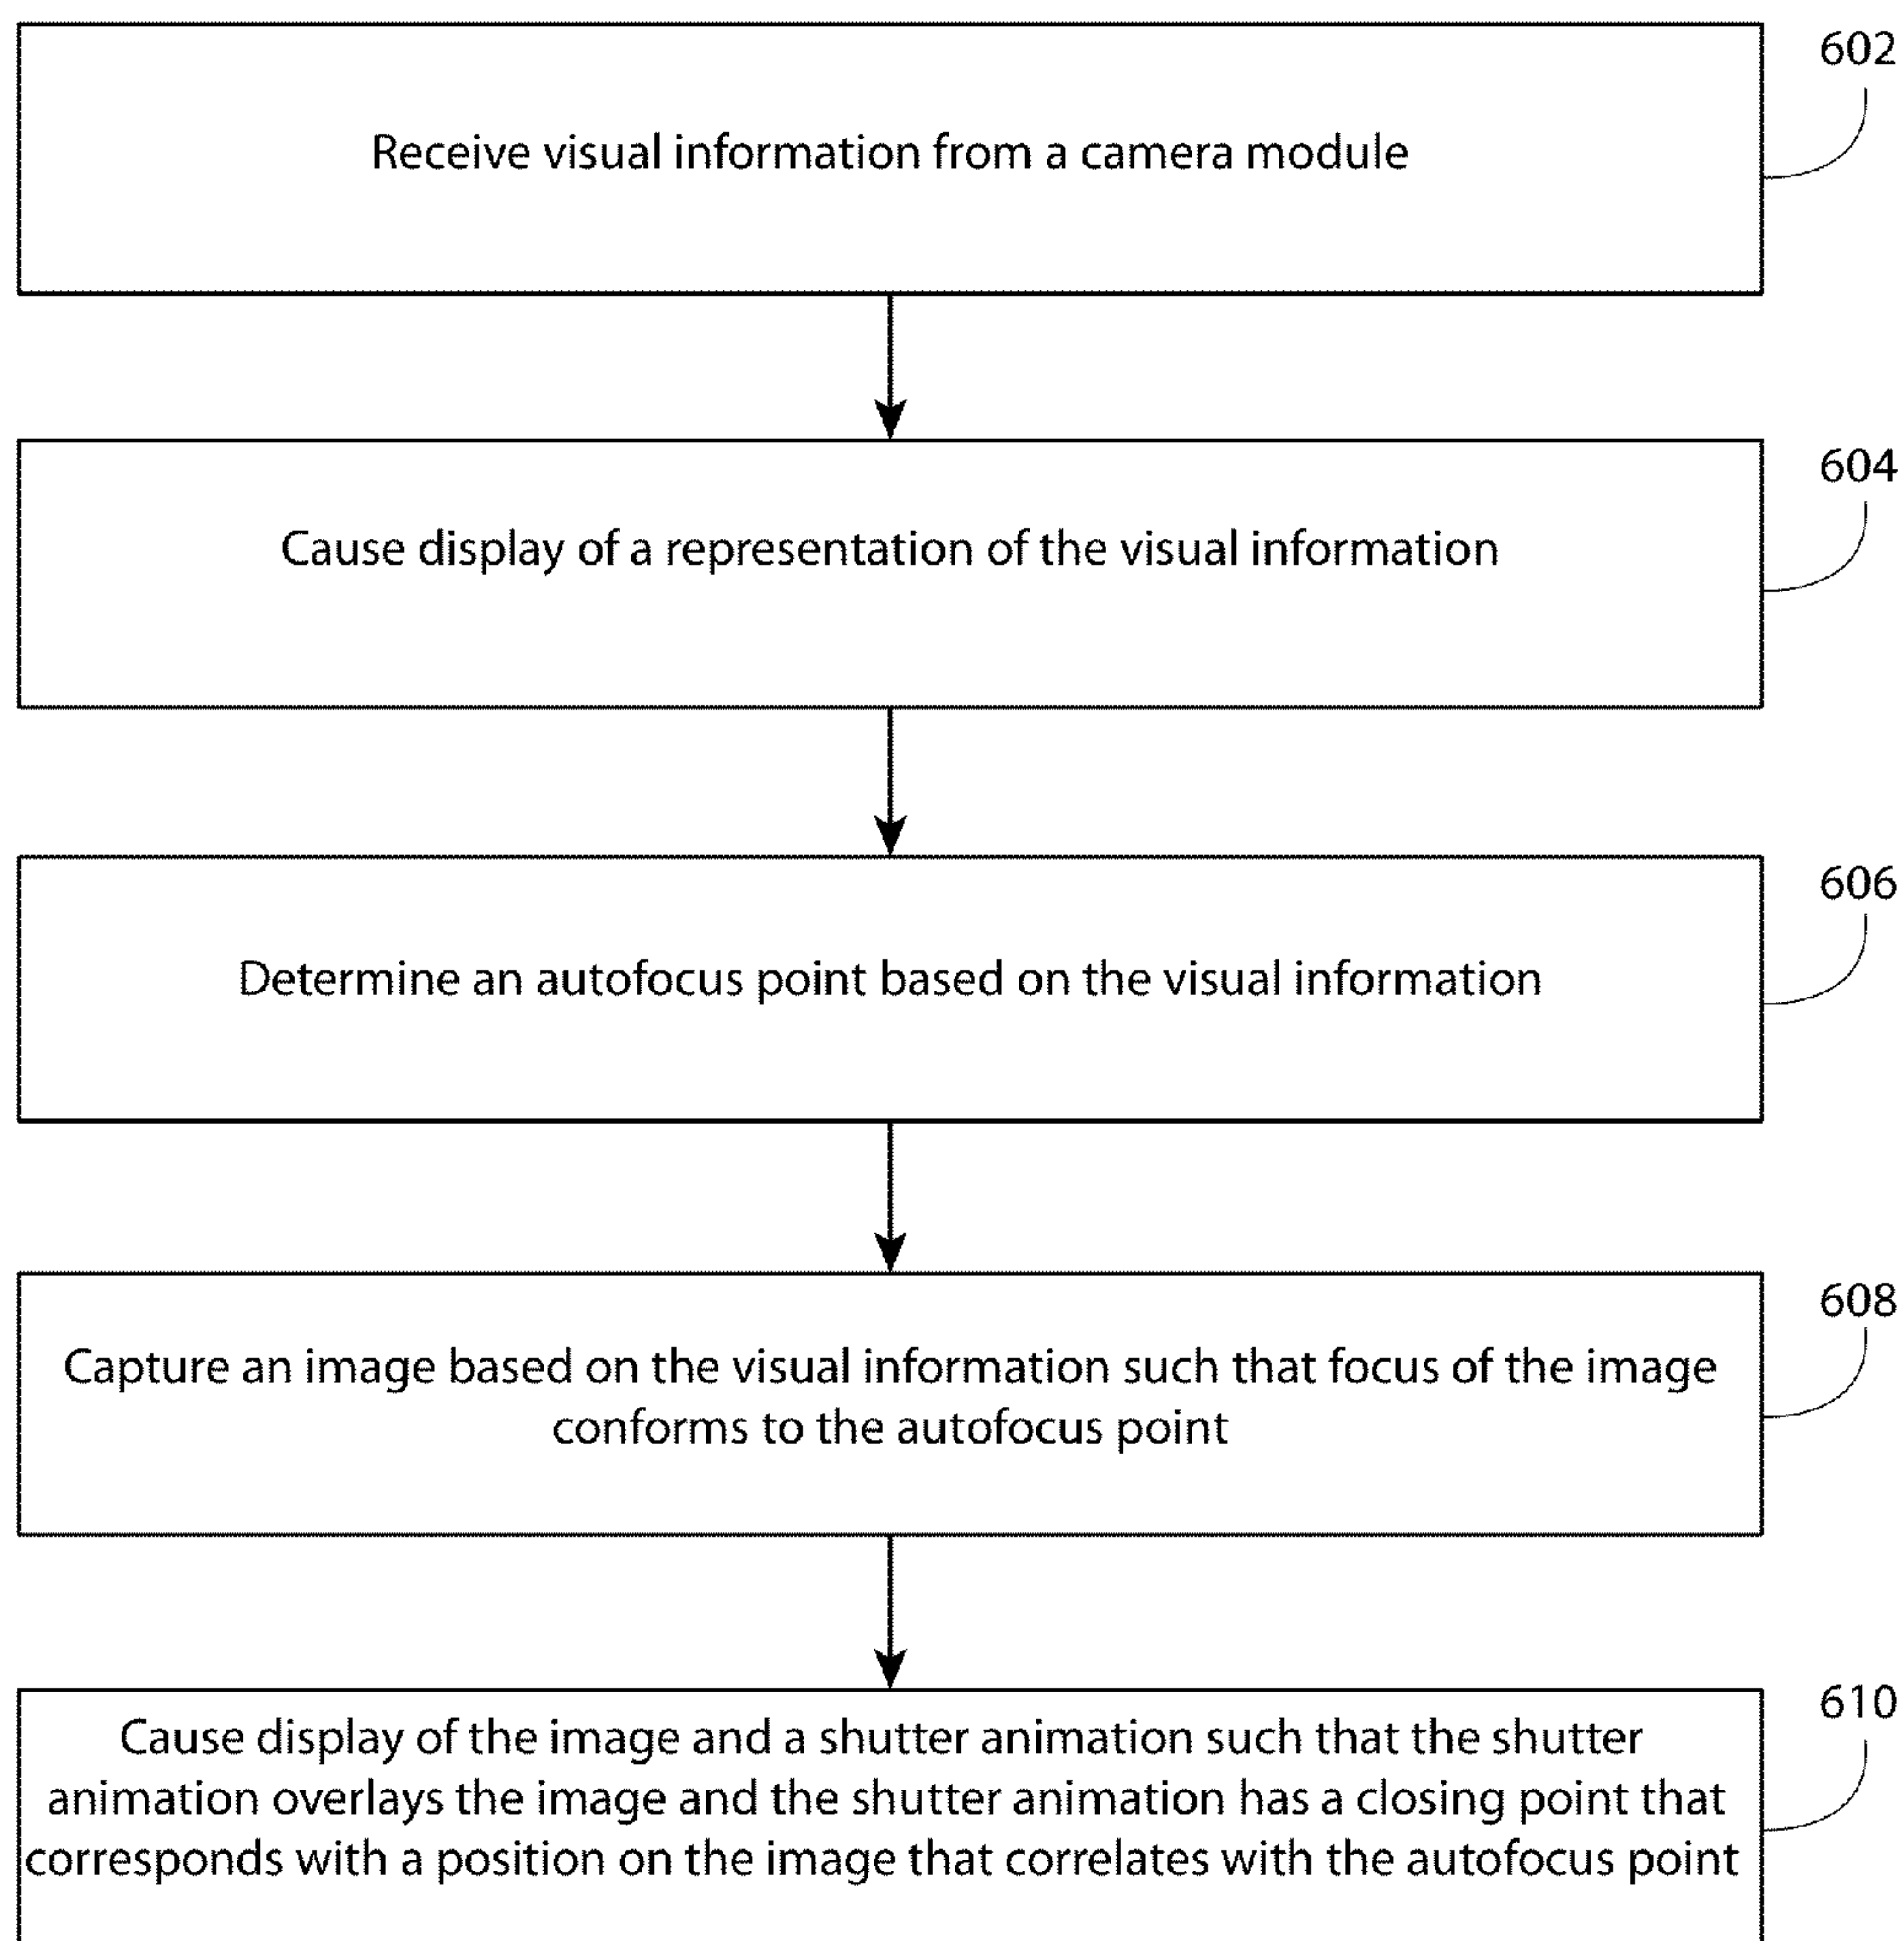 602
Receive visual information from a camera module
604
Cause display of a representation of the visual information
606
Determine an autofocus point based on the visual information
608
Capture an image based on the visual information such that focus of the image
conforms to the autofocus point
610
Cause display of the image and a shutter animation such that the shutter
animation overlays the image and the shutter animation has a closing point that
corresponds with a position on the image that correlates with the autofocus point